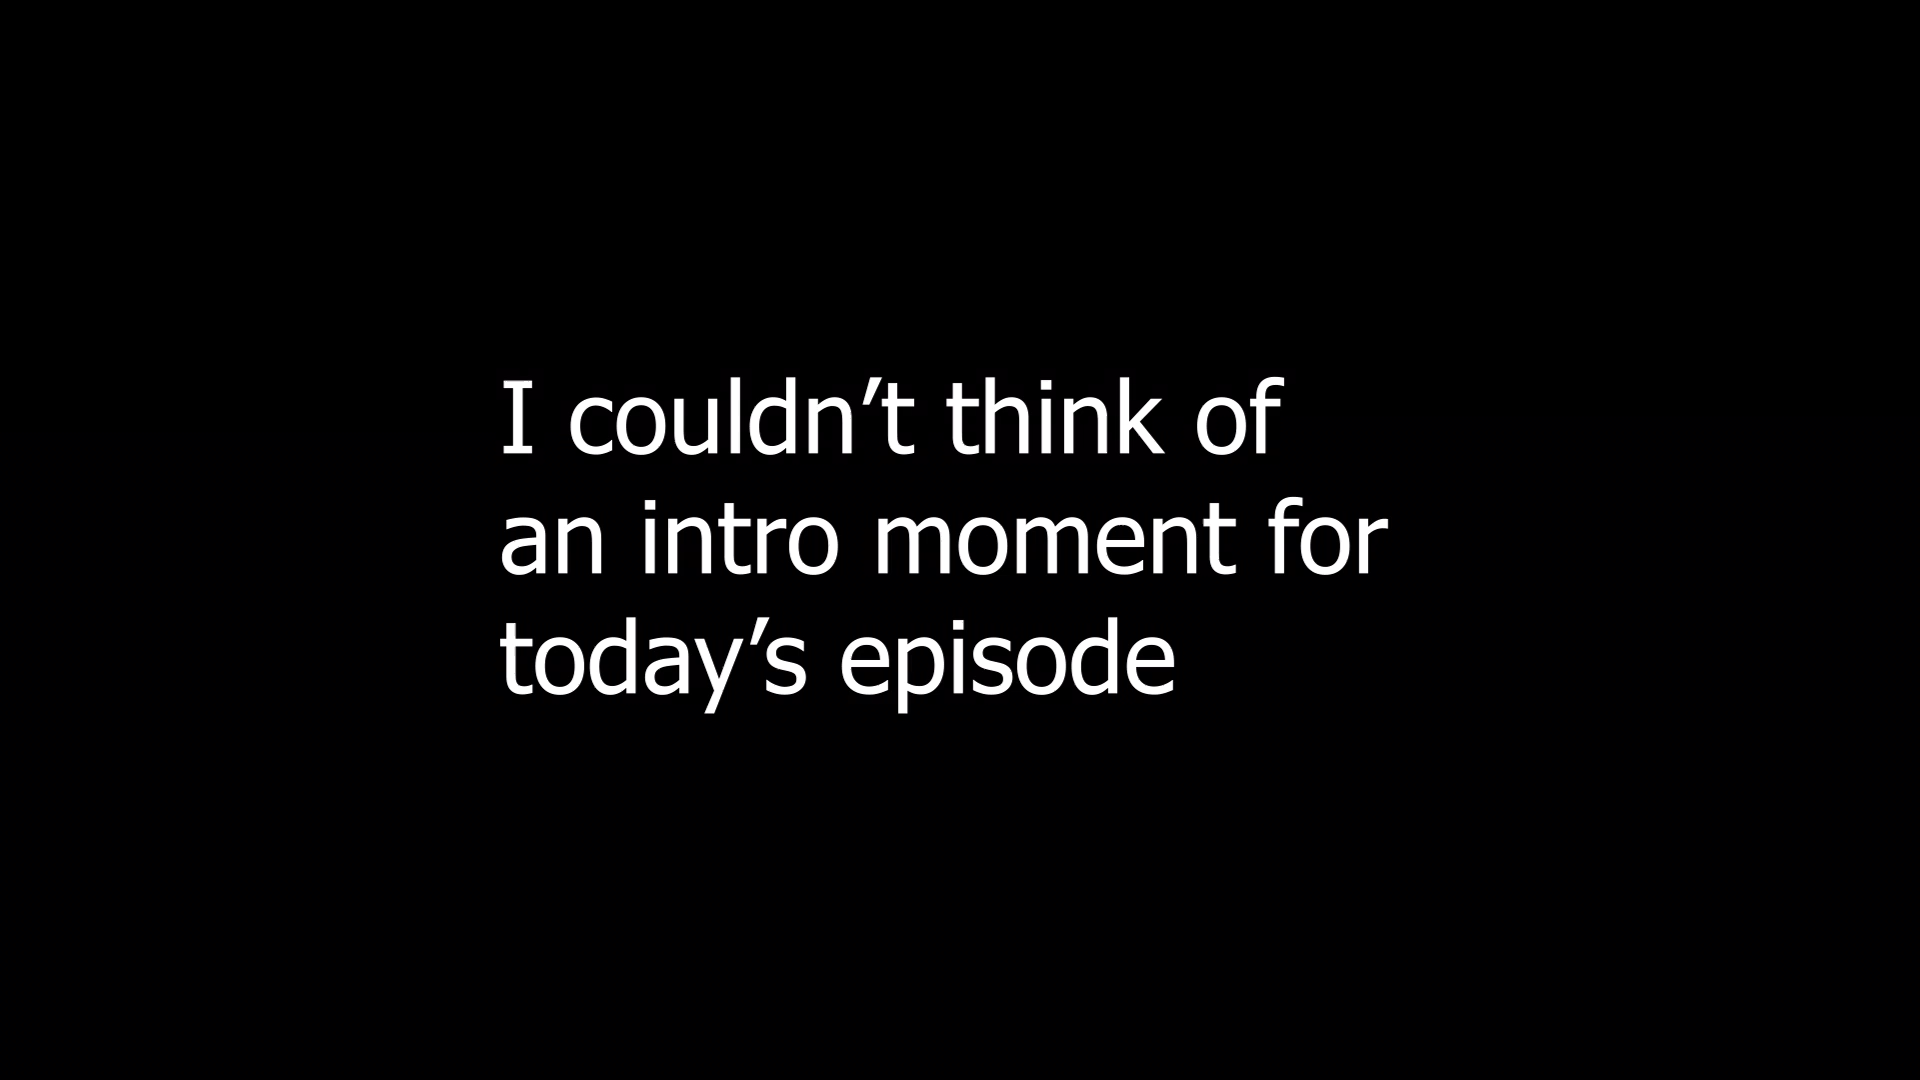 I couldn’t think of
an intro moment for
today’s episode